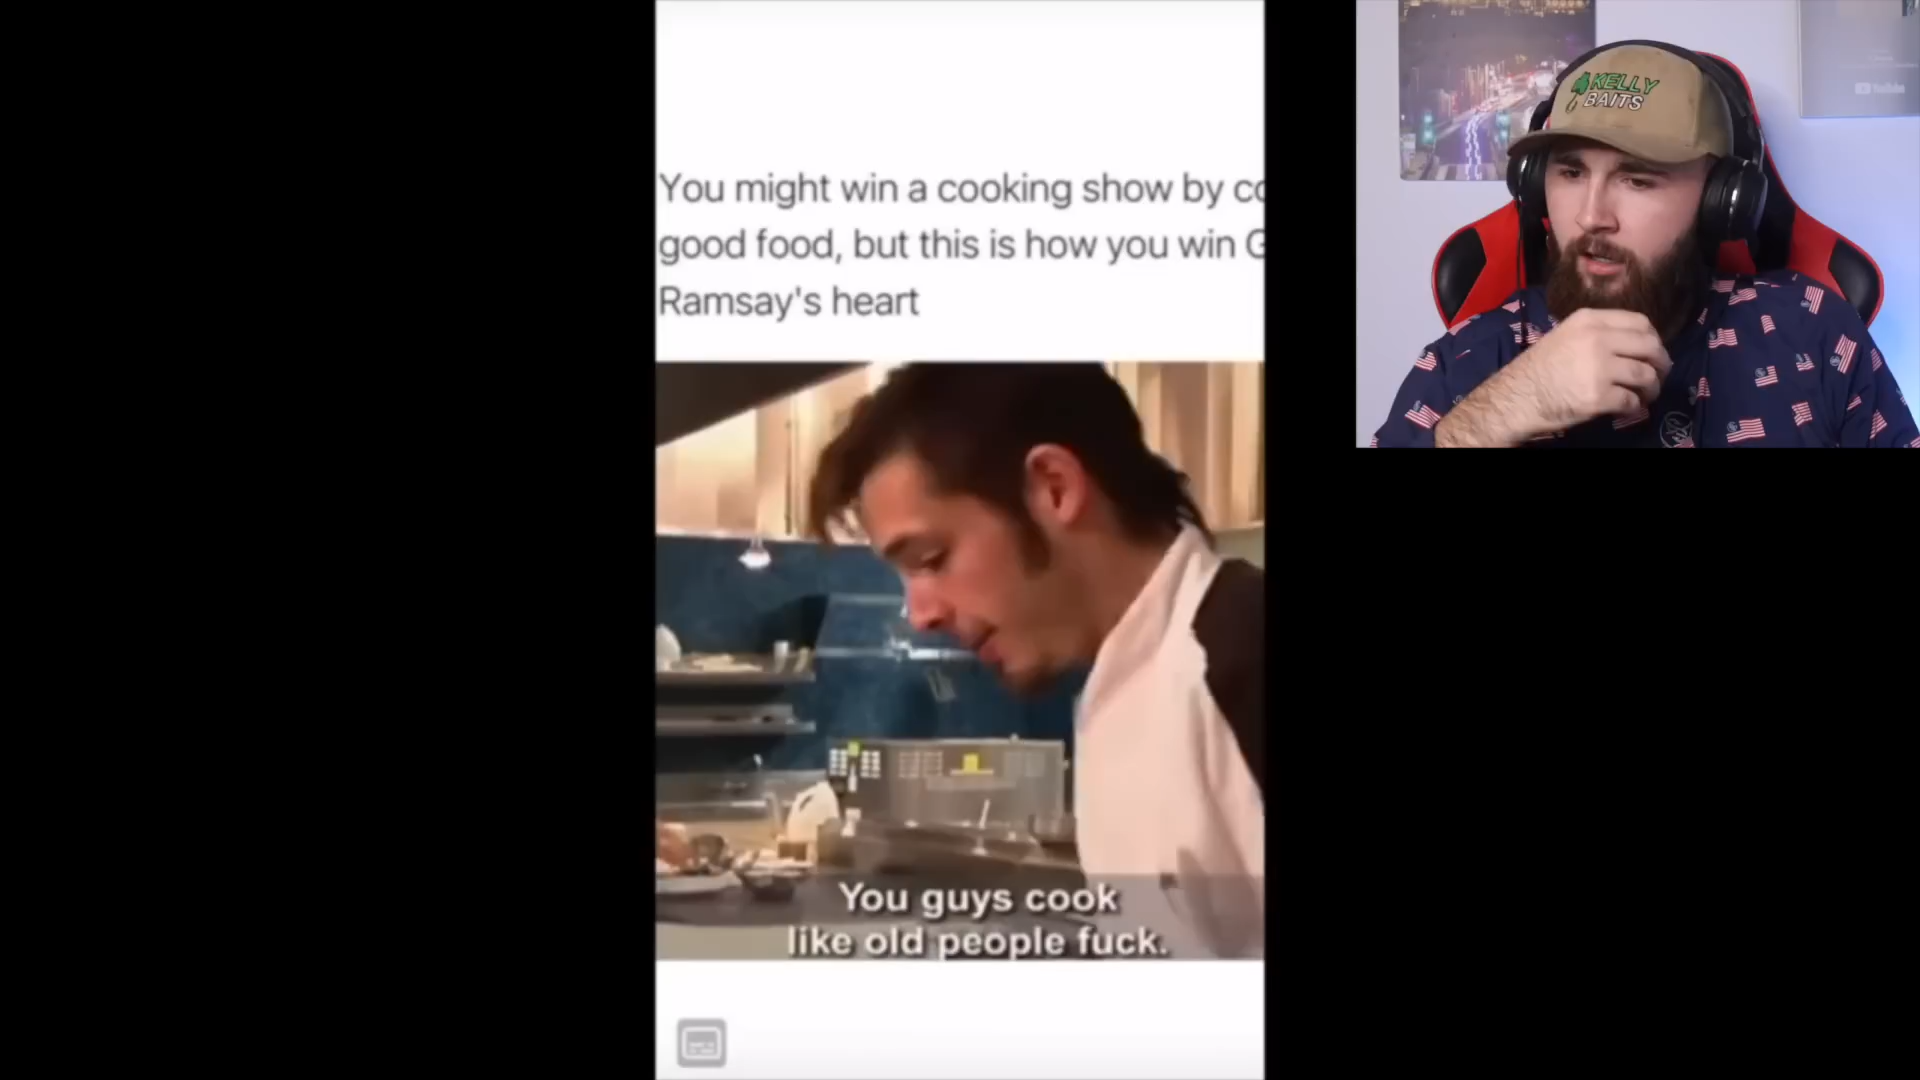 You might win a cooking show by co
good food, but this is how you win G
Ramsay's heart
You guys cook
like old people fuck.
KELLY
BAITS
YouTube